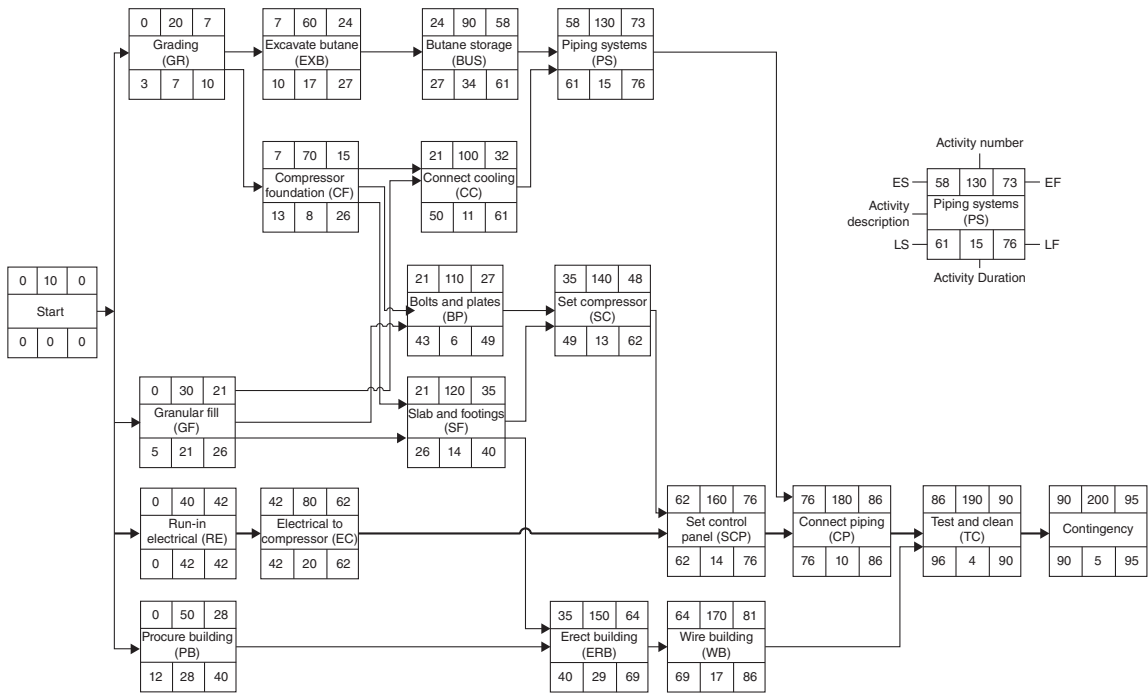 0 20 7
Grading
(GR)
3 7 10
7 60 24
Excavate butane
(EXB)
10 17 27
24 90 58
Butane storage
(BUS)
27 34 61
58 130 73
Piping systems
(PS)
61 15 76
7 70 15
Compressor
foundation (CF)
13 8 26
21 100 32
Connect cooling
(CC)
50 11 61
Activity number
ES 58 130 73 EF
Activity
description
Piping systems
(PS)
LS 61 15 76 LF
Activity Duration
0 10 0
Start
0 0 0
21 110 27
Bolts and plates
(BP)
43 6 49
35 140 48
Set compressor
(SC)
49 13 62
0 30 21
Granular fill
(GF)
5 21 26
21 120 35
Slab and footings
(SF)
26 14 40
0 40 42
Run-in
electrical (RE)
0 42 42
42 80 62
Electrical to
compressor (EC)
42 20 62
62 160 76
Set control
panel (SCP)
62 14 76
76 180 86
Connect piping
(CP)
76 10 86
86 190 90
Test and clean
(TC)
96 4 90
90 200 95
Contingency
90 5 95
0 50 28
Procure building
(PB)
12 28 40
35 150 64
Erect building
(ERB)
40 29 69
64 170 81
Wire building
(WB)
69 17 86